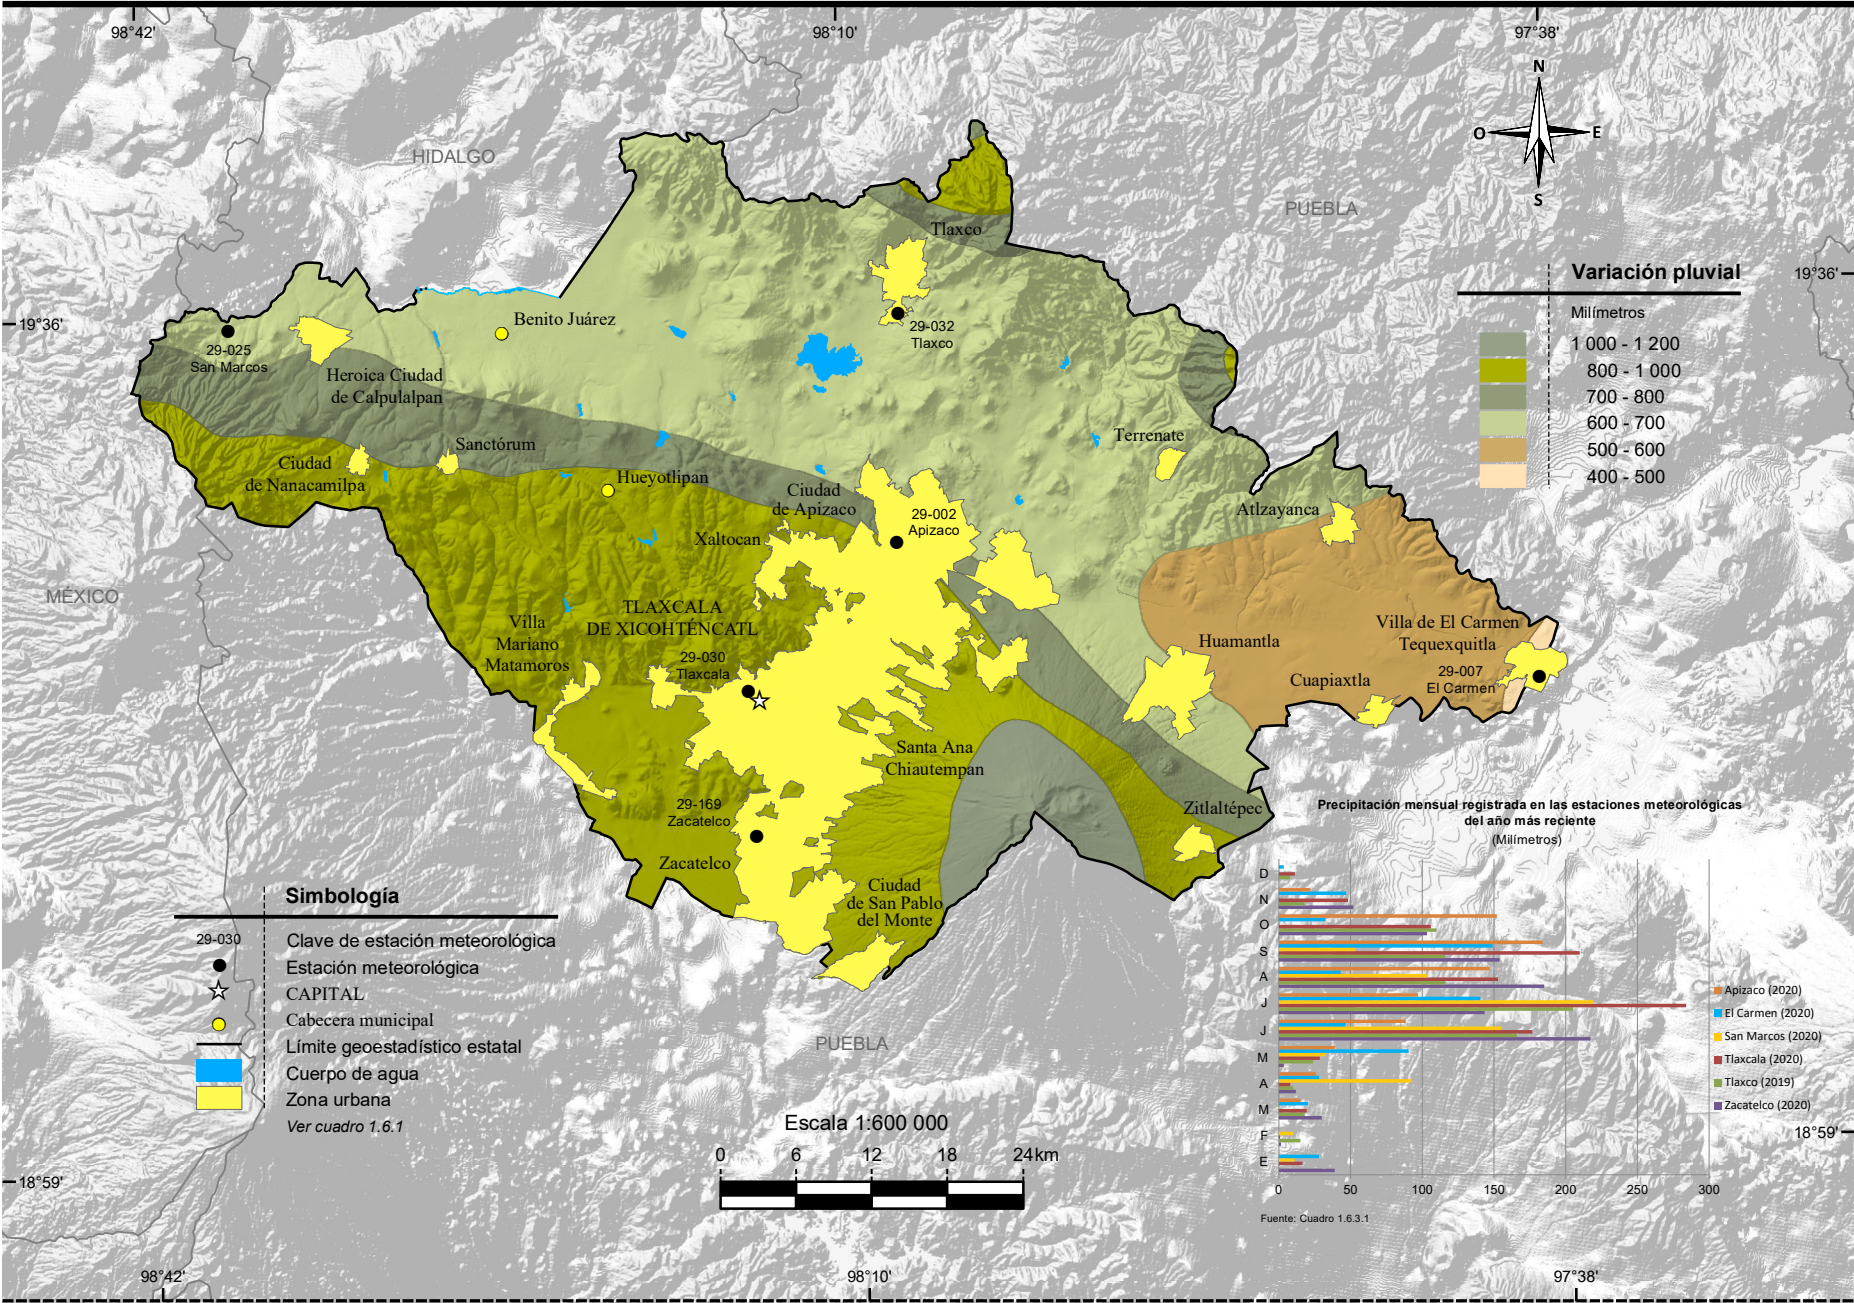 98°42'
98°10'
97°38'
N
O
E
S
HIDALGO
PUEBLA
Tlaxco
Variación pluvial
Milímetros
1 000 - 1 200
800 - 1 000
700 - 800
600 - 700
500 - 600
400 - 500
19°36'
19°36'
Benito Juárez
29-032
Tlaxco
29-025
San Marcos
Heroica Ciudad
de Calpulalpan
Sanctórum
Terrenate
Ciudad
de Nanacamilpa
Hueyotlipan
Ciudad
de Apizaco
29-002
Apizaco
Atlzayanca
Xaltocan
MÉXICO
TLAXCALA
DE XICOHTÉNCATL
Villa
Mariano
Matamoros
29-030
Tlaxcala
Huamantla
Villa de El Carmen
Tequexquitla
29-007
El Carmen
Cuapiaxtla
Santa Ana
Chiautempan
29-169
Zacatelco
Zitlaltépec
Zacatelco
Ciudad
de San Pablo
del Monte
PUEBLA
Simbología
29-030
Clave de estación meteorológica
Estación meteorológica
CAPITAL
Cabecera municipal
Límite geoestadístico estatal
Cuerpo de agua
Zona urbana
Ver cuadro 1.6.1
Escala 1:600 000
0 6 12 18 24 km
Precipitación mensual registrada en las estaciones meteorológicas
del año más reciente
(Milímetros)
D
N
O
S
A
J
J
M
A
M
F
E
0 50 100 150 200 250 300
Apizaco (2020)
El Carmen (2020)
San Marcos (2020)
Tlaxcala (2020)
Tlaxco (2019)
Zacatelco (2020)
Fuente: Cuadro 1.6.3.1
18°59'
18°59'
98°42'
98°10'
97°38'